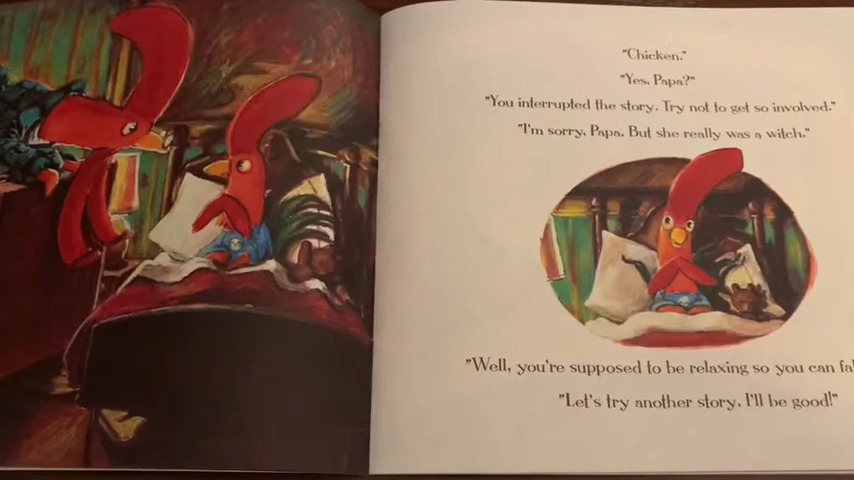 "Chicken."
"Yes, Papa?"
"You interrupted the story. Try not to get so involved."
"I'm sorry, Papa. But she really was a witch."
"Well, you're supposed to be relaxing so you can
"Let's try another story. I'll be good!"